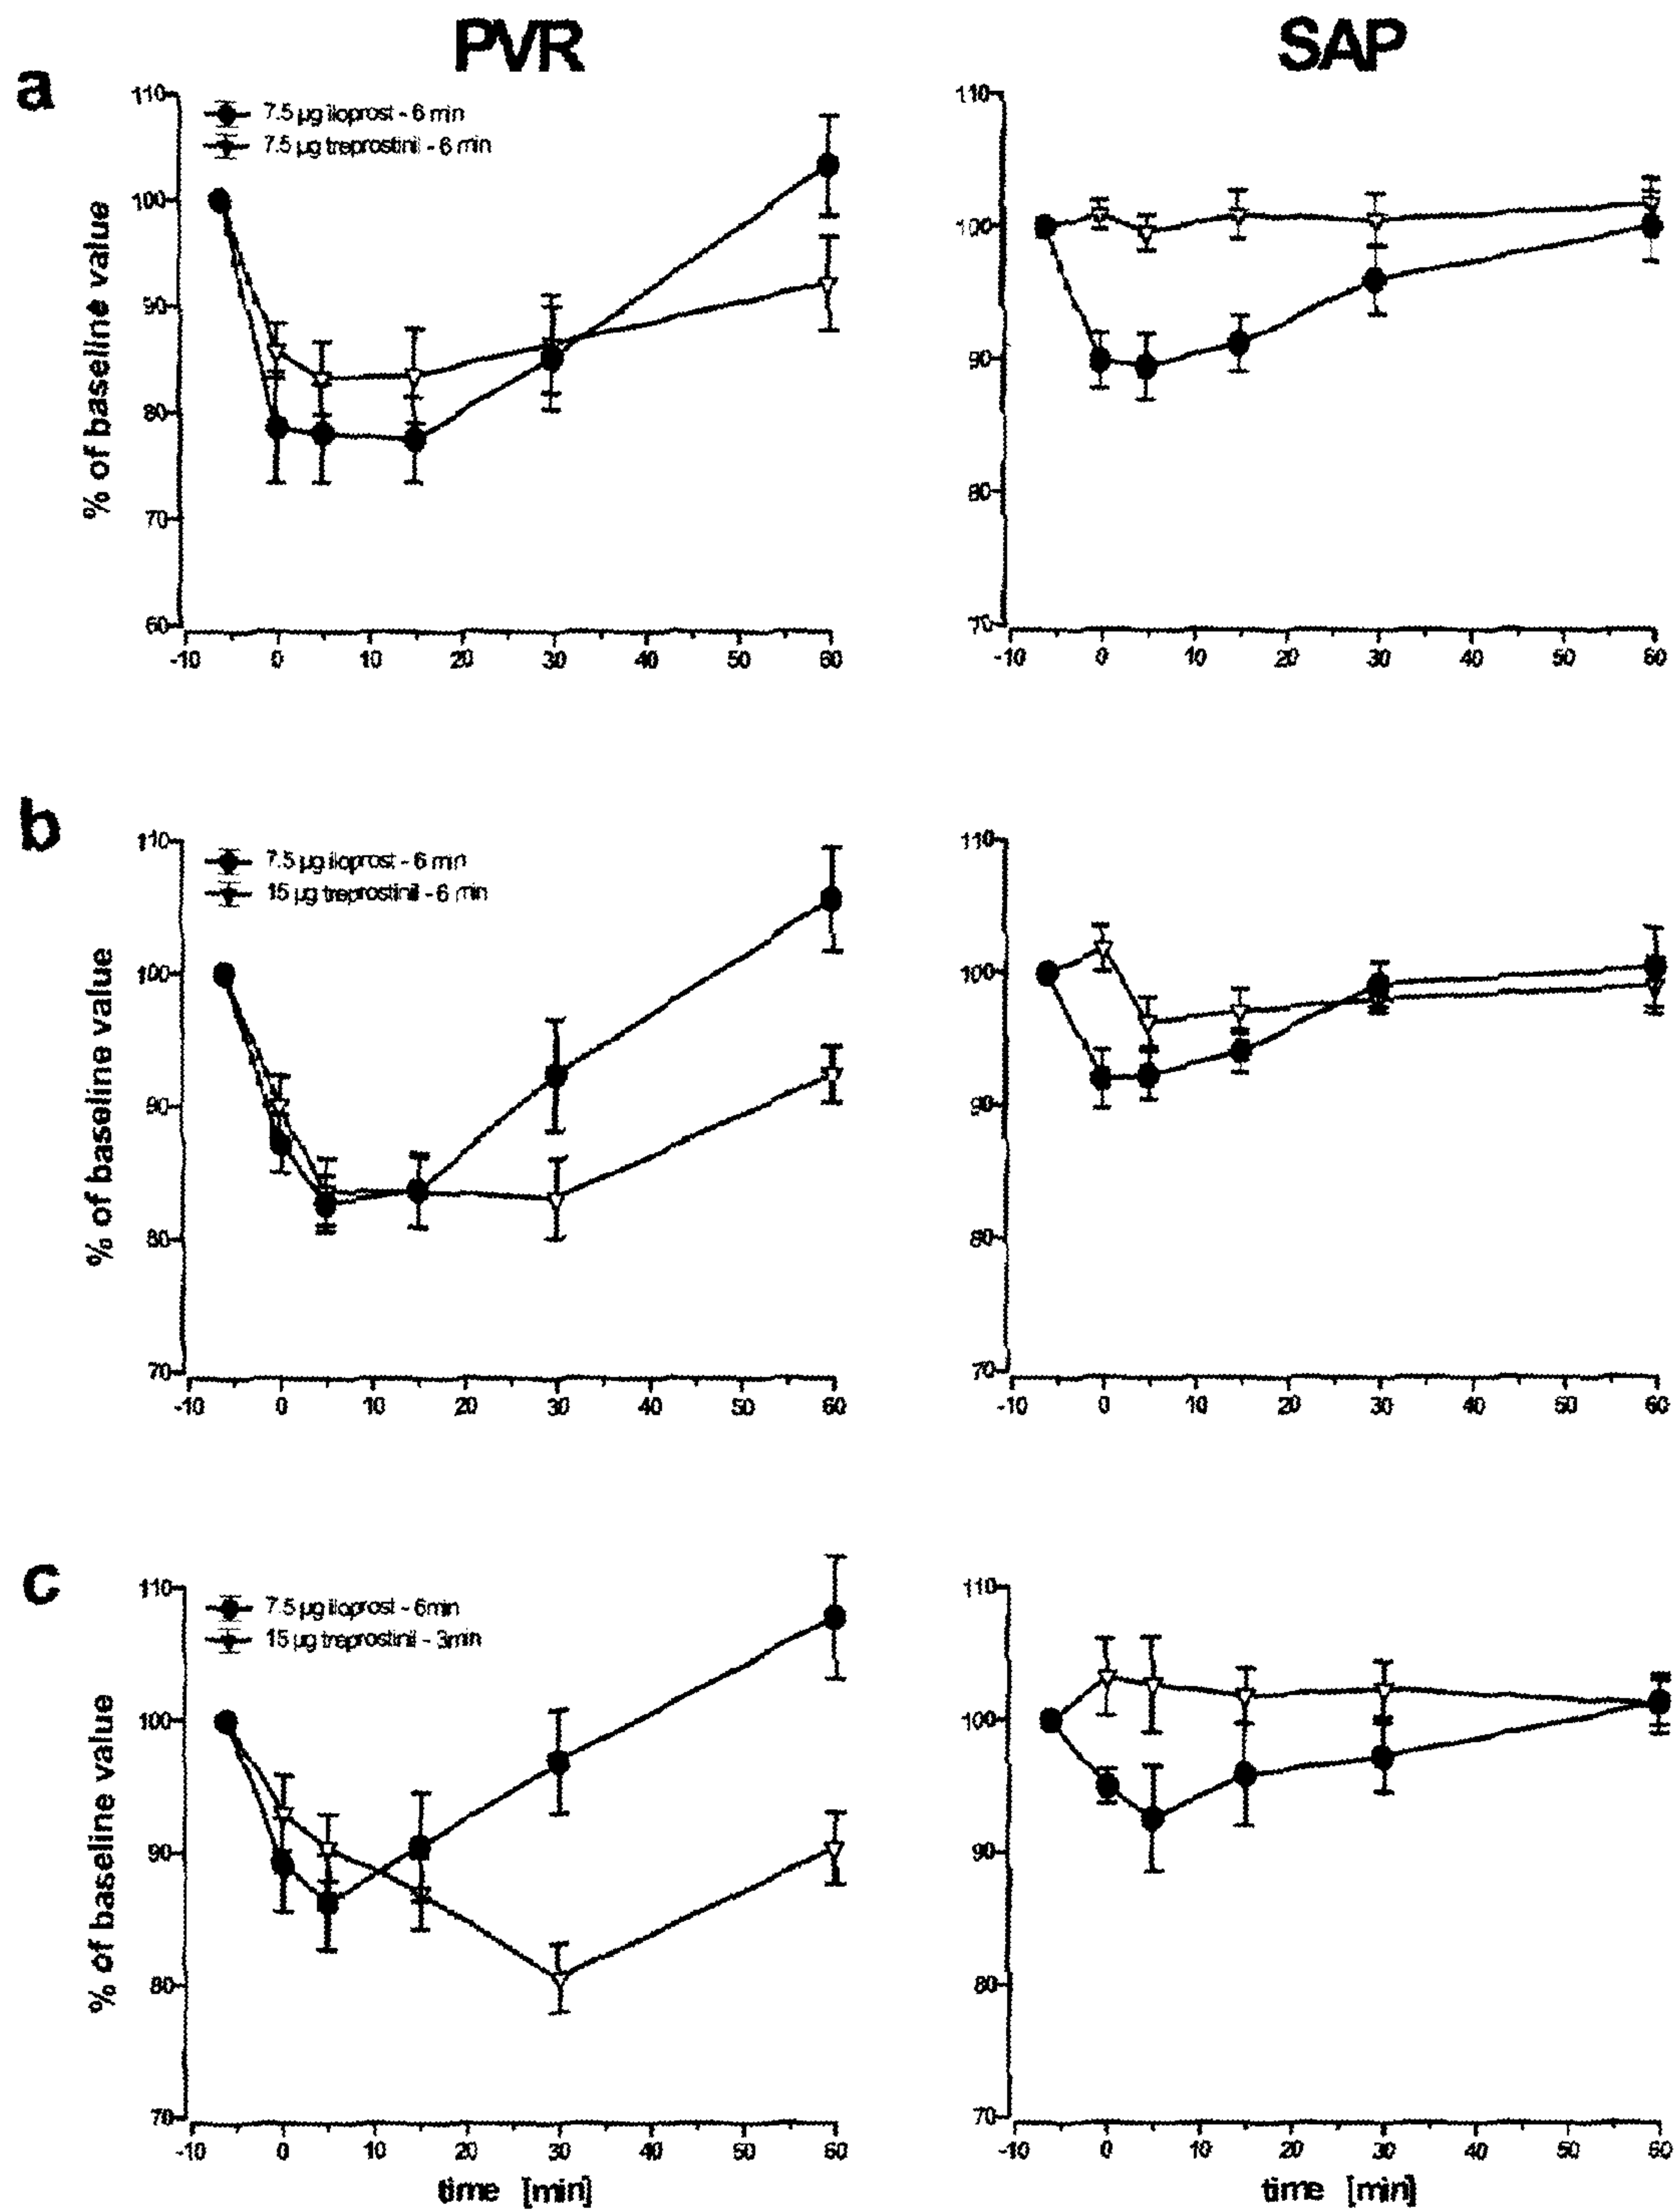 PVR
SAP
a
7.5 µg iloprost - 6 min
7.5 µg treprostinil - 6 min
% of baseline value
110
100
90
80
70
60
-10 0 10 20 30 40 50 60
110
100
90
80
70
-10 0 10 20 30 40 50 60
b
7.5 µg iloprost - 6 min
15 µg treprostinil - 6 min
% of baseline value
110
100
90
80
70
-10 0 10 20 30 40 50 60
110
100
90
80
70
-10 0 10 20 30 40 50 60
c
7.5 µg iloprost - 6min
15 µg treprostinil - 3min
% of baseline value
110
100
90
80
70
-10 0 10 20 30 40 50 60
time [min]
110
100
90
80
70
-10 0 10 20 30 40 50 60
time [min]